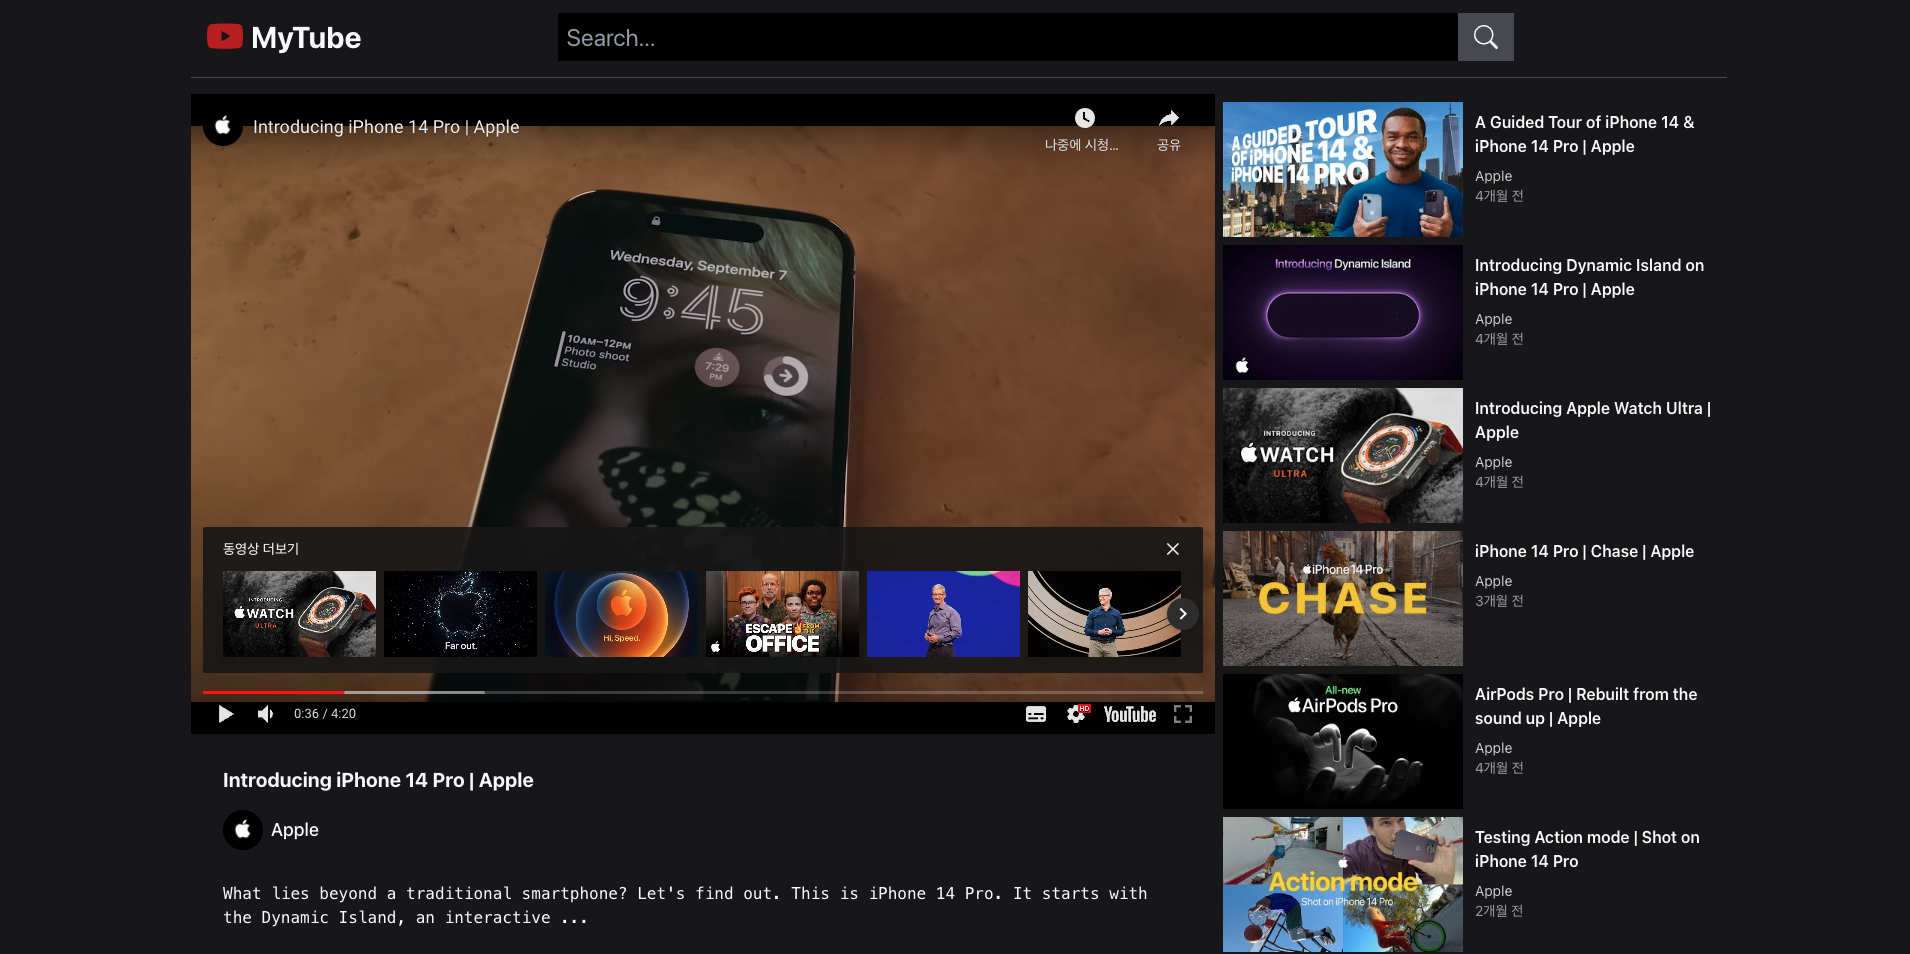 MyTube
Search...
Introducing iPhone 14 Pro | Apple
나중에 시청...
공유
Wednesday, September 7
9:45
10AM–12PM
Photo shoot
Studio
7:29
PM
동영상 더보기
INTRODUCING
WATCH
ULTRA
Far out.
Hi, Speed.
ESCAPE FROM THE
OFFICE
0:36 / 4:20
HD
YouTube
Introducing iPhone 14 Pro | Apple
Apple
What lies beyond a traditional smartphone? Let's find out. This is iPhone 14 Pro. It starts with
the Dynamic Island, an interactive ...
A GUIDED TOUR
OF iPHONE 14 &
iPHONE 14 PRO
A Guided Tour of iPhone 14 &
iPhone 14 Pro | Apple
Apple
4개월 전
Introducing Dynamic Island
Introducing Dynamic Island on
iPhone 14 Pro | Apple
Apple
4개월 전
INTRODUCING
WATCH
ULTRA
Introducing Apple Watch Ultra |
Apple
Apple
4개월 전
iPhone 14 Pro
CHASE
iPhone 14 Pro | Chase | Apple
Apple
3개월 전
All-new
AirPods Pro
AirPods Pro | Rebuilt from the
sound up | Apple
Apple
4개월 전
Action mode
Shot on iPhone 14 Pro
Testing Action mode | Shot on
iPhone 14 Pro
Apple
2개월 전